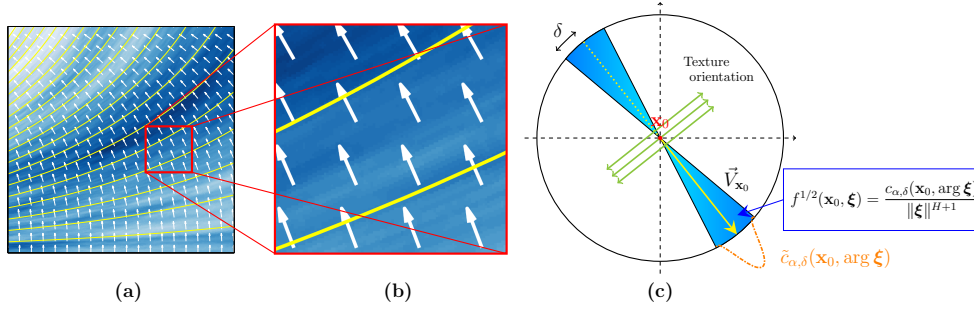 δ
Texture
orientation
x₀
V⃗ₓ₀
f^{1/2}(x₀, ξ) = c_{α,δ}(x₀, arg ξ) / ‖ξ‖^{H+1}
c̃_{α,δ}(x₀, arg ξ)
(a) (b) (c)